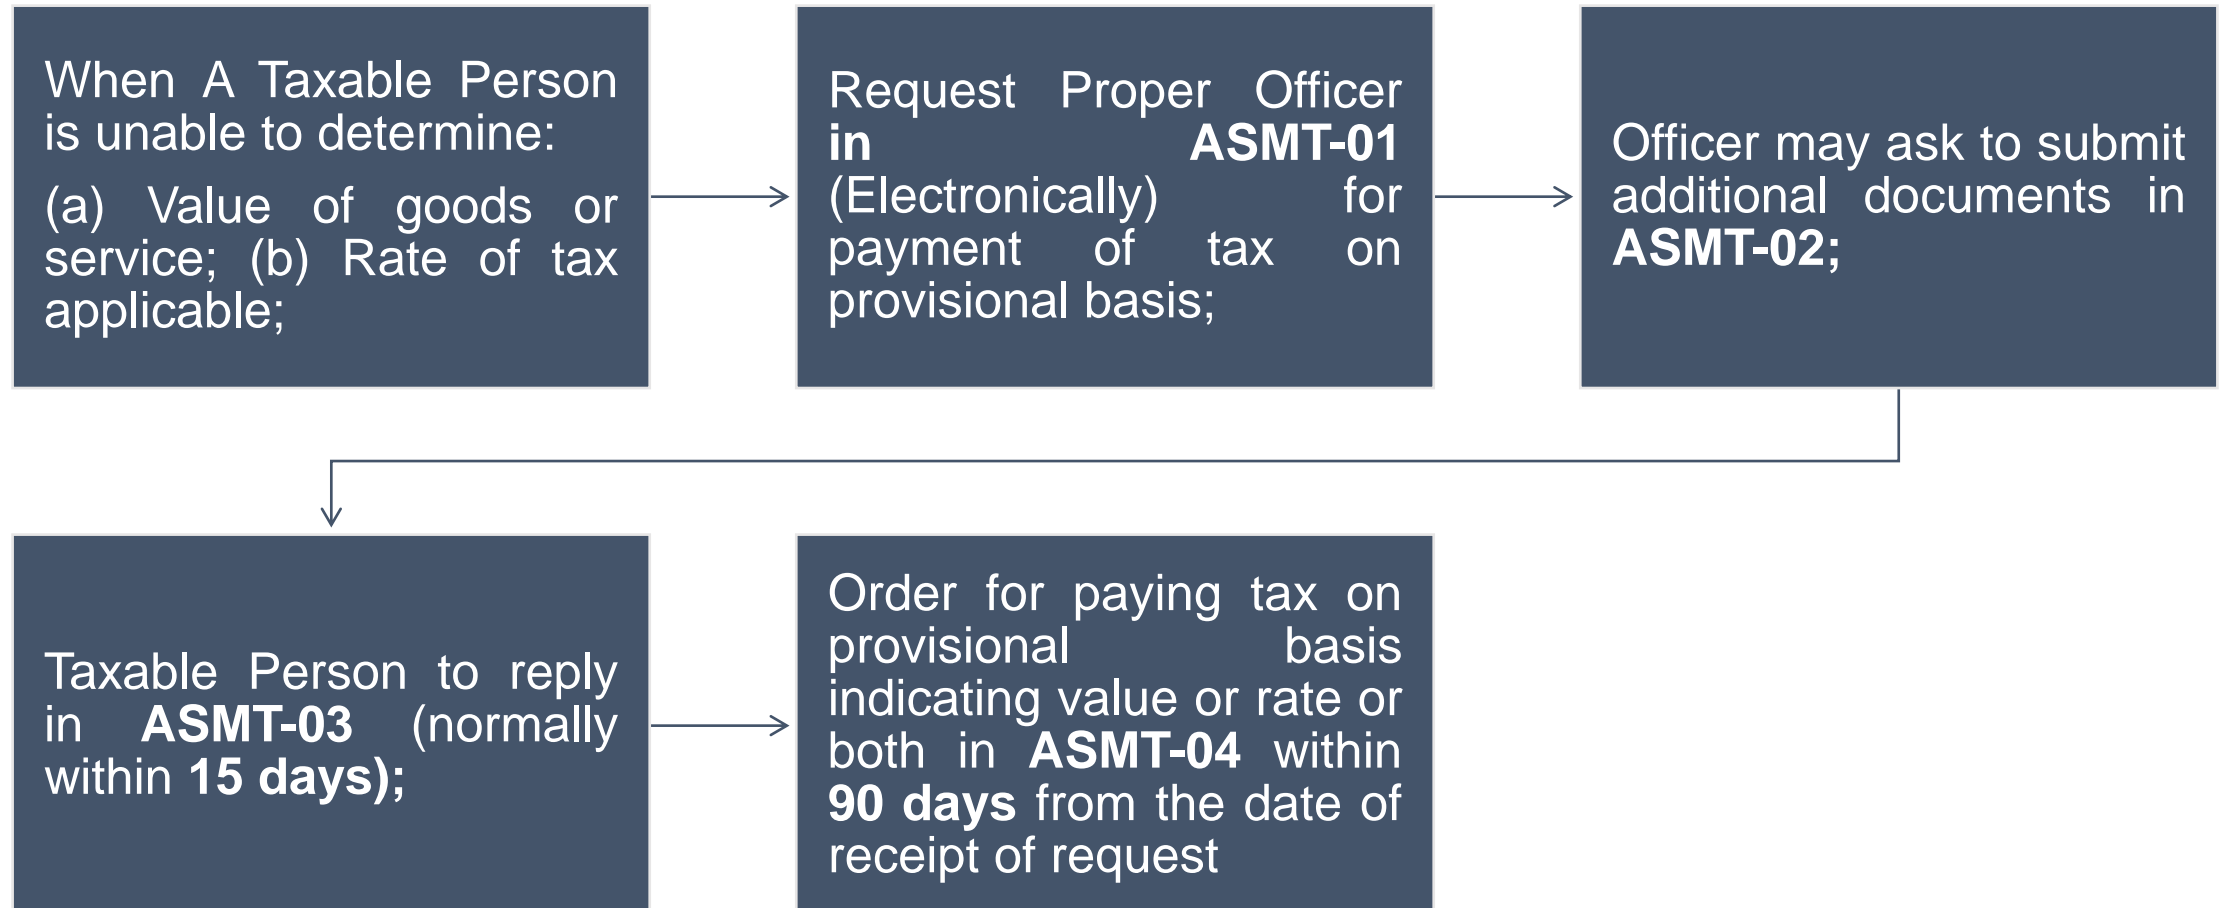 When A Taxable Person
is unable to determine:
(a) Value of goods or
service; (b) Rate of tax
applicable;
Request Proper Officer
in ASMT-01
(Electronically) for
payment of tax on
provisional basis;
Officer may ask to submit
additional documents in
ASMT-02;
Taxable Person to reply
in ASMT-03 (normally
within 15 days);
Order for paying tax on
provisional basis
indicating value or rate or
both in ASMT-04 within
90 days from the date of
receipt of request